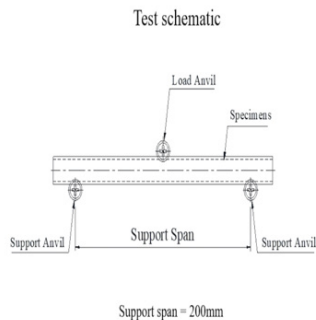 Test schematic
Load Anvil
Specimens
Support Span
Support Anvil
Support Anvil
Support span = 200mm